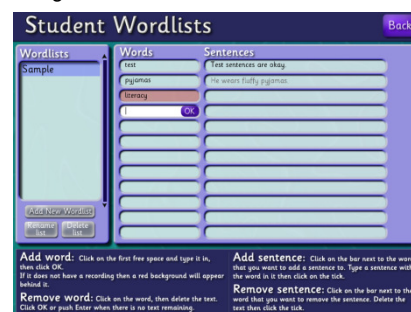 Student Wordlists
Back
Wordlists
Words
Sentences
Sample
test
Test sentences are okay.
pyjamas
He wears fluffy pyjamas.
literacy
OK
Add New Wordlist
Rename list
Delete list
Add word: Click on the first free space and type it in,
then click OK.
If it does not have a recording then a red background will appear
behind it.
Remove word: Click on the word, then delete the text.
Click OK or push Enter when there is no text remaining.
Add sentence: Click on the bar next to the word
that you want to add a sentence to. Type a sentence with
the word in it then click on the tick.
Remove sentence: Click on the bar next to the
word that you want to remove the sentence. Delete the
text then click the tick.